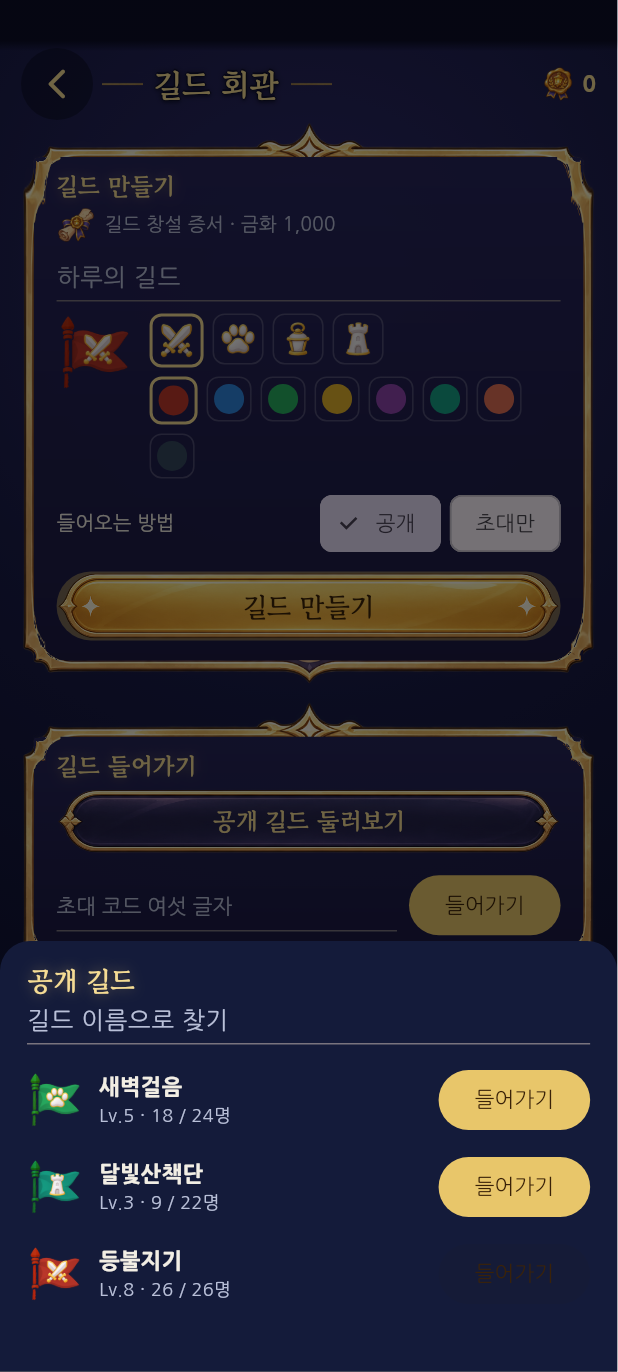 길드 회관
0
길드 만들기
길드 창설 증서 · 금화 1,000
하루의 길드
들어오는 방법
공개
초대만
길드 만들기
길드 들어가기
공개 길드 둘러보기
초대 코드 여섯 글자
들어가기
공개 길드
길드 이름으로 찾기
새벽걸음
Lv.5 · 18 / 24명
들어가기
달빛산책단
Lv.3 · 9 / 22명
들어가기
등불지기
Lv.8 · 26 / 26명
들어가기